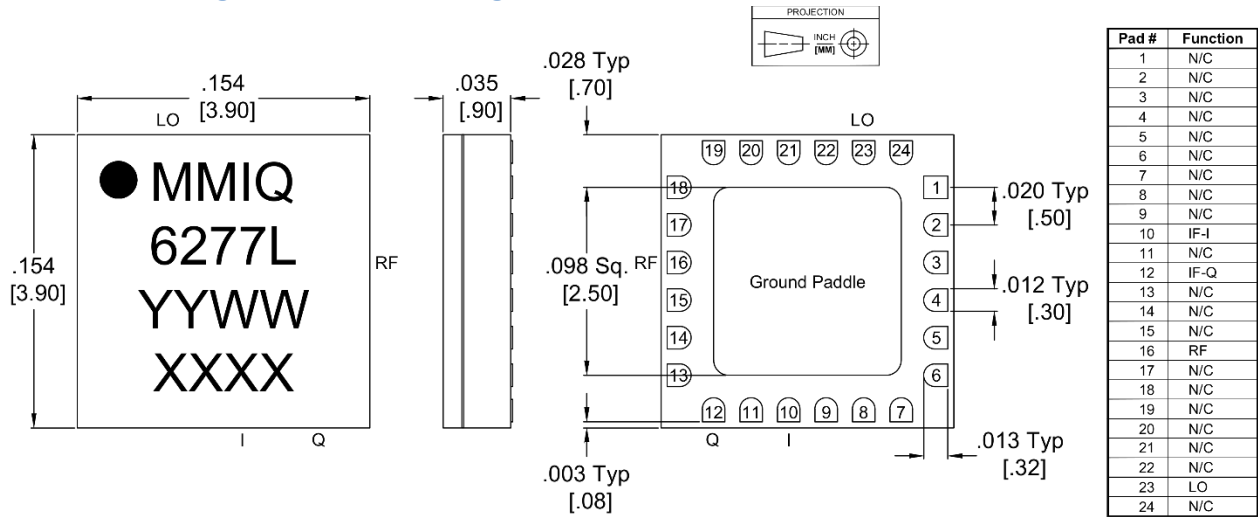 PROJECTION
INCH
[MM]
.154
[3.90]
LO
MMIQ
6277L
YYWW
XXXX
.154
[3.90]
RF
I
Q
.035
[.90]
.028 Typ
[.70]
LO
19 20 21 22 23 24
18
17
16
15
14
13
1
2
3
4
5
6
12 11 10 9 8 7
RF
Q
I
Ground Paddle
.098 Sq.
[2.50]
.003 Typ
[.08]
.020 Typ
[.50]
.012 Typ
[.30]
.013 Typ
[.32]
Pad # Function
1 N/C
2 N/C
3 N/C
4 N/C
5 N/C
6 N/C
7 N/C
8 N/C
9 N/C
10 IF-I
11 N/C
12 IF-Q
13 N/C
14 N/C
15 N/C
16 RF
17 N/C
18 N/C
19 N/C
20 N/C
21 N/C
22 N/C
23 LO
24 N/C